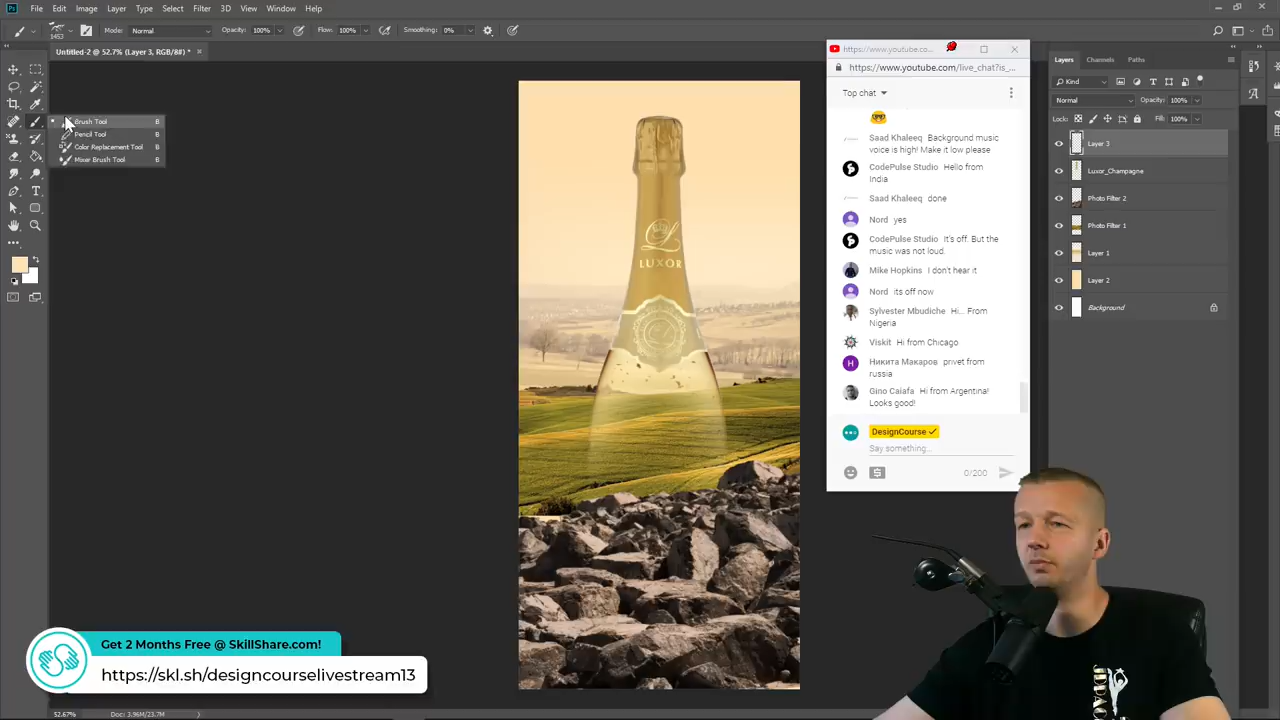 Ps File Edit Image Layer Type Select Filter 3D View Window Help
1453 Mode: Normal Opacity: 100% Flow: 100% Smoothing: 0%
Untitled-2 @ 52.7% (Layer 3, RGB/8#) * ×
Brush Tool B
Pencil Tool B
Color Replacement Tool B
Mixer Brush Tool B
LUXOR
https://www.youtube.co...
https://www.youtube.com/live_chat?is_...
Top chat
Saad Khaleeq Background music
voice is high! Make it low please
CodePulse Studio Hello from
India
Saad Khaleeq done
Nord yes
CodePulse Studio It's off. But the
music was not loud.
Mike Hopkins I don't hear it
Nord its off now
Sylvester Mbudiche Hi... From
Nigeria
Viskit Hi from Chicago
Никита Макаров privet from
russia
Gino Caiafa Hi from Argentina!
Looks good!
DesignCourse
Say something...
0/200
Layers Channels Paths
Kind
Normal Opacity: 100%
Lock: Fill: 100%
Layer 3
Luxor_Champagne
Photo Filter 2
Photo Filter 1
Layer 1
Layer 2
Background
Get 2 Months Free @ SkillShare.com!
https://skl.sh/designcourselivestream13
52.67% Doc: 3.96M/23.7M